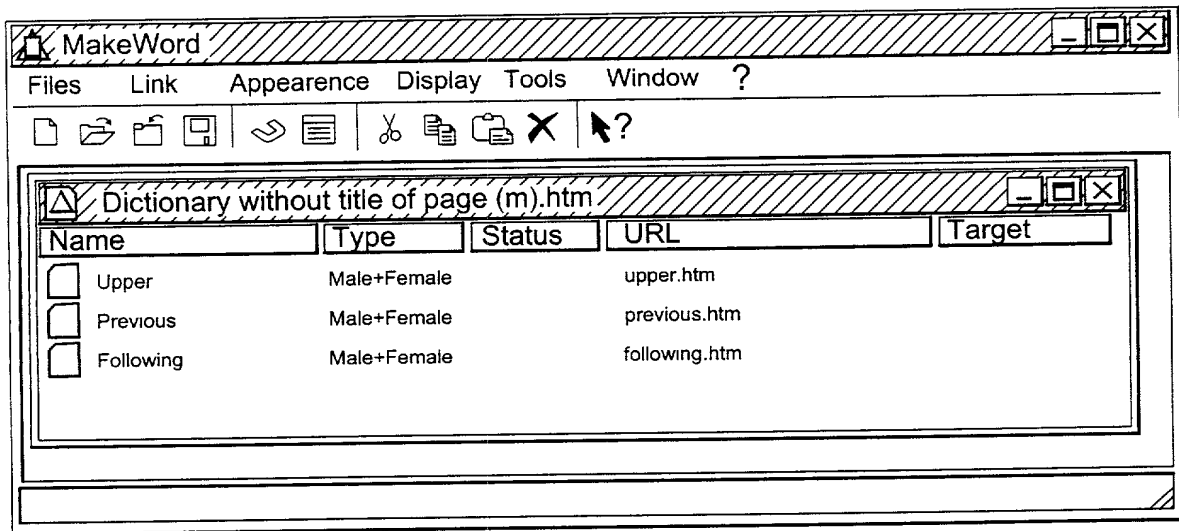 MakeWord
Files Link Appearence Display Tools Window ?
?
Dictionary without title of page (m).htm
Name Type Status URL Target
Upper Male+Female upper.htm
Previous Male+Female previous.htm
Following Male+Female following.htm